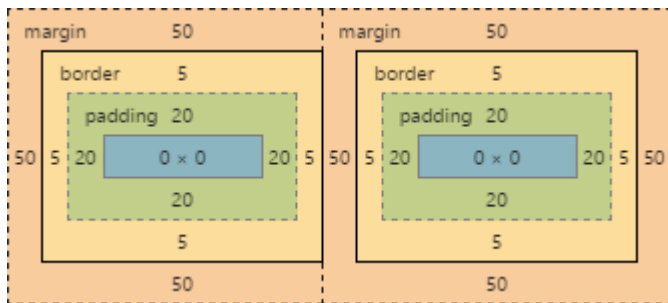 margin 50 margin 50
border 5 border 5
padding 20 padding 20
50 5 20 0 × 0 20 5 50 5 20 0 × 0 20 5 50
20 20
5 5
50 50